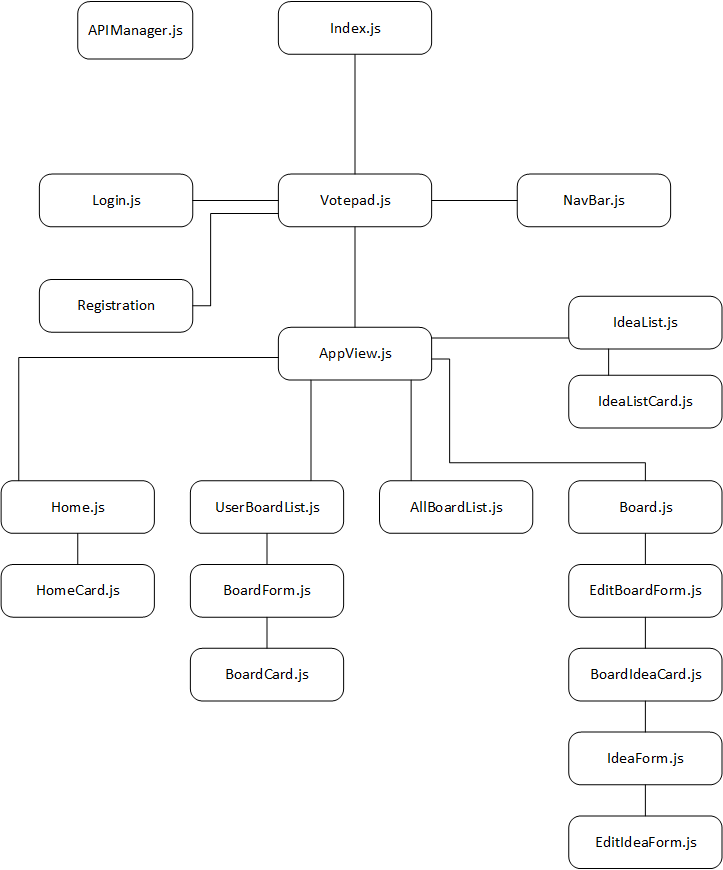 APIManager.js
Index.js
Login.js
Votepad.js
NavBar.js
Registration
IdeaList.js
AppView.js
IdeaListCard.js
Home.js
UserBoardList.js
AllBoardList.js
Board.js
HomeCard.js
BoardForm.js
EditBoardForm.js
BoardCard.js
BoardIdeaCard.js
IdeaForm.js
EditIdeaForm.js